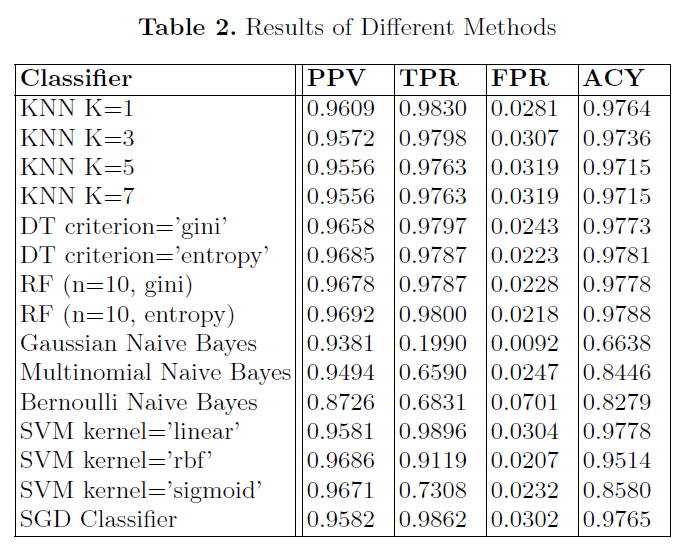 Table 2. Results of Different Methods
Classifier PPV TPR FPR ACY
KNN K=1 0.9609 0.9830 0.0281 0.9764
KNN K=3 0.9572 0.9798 0.0307 0.9736
KNN K=5 0.9556 0.9763 0.0319 0.9715
KNN K=7 0.9556 0.9763 0.0319 0.9715
DT criterion='gini' 0.9658 0.9797 0.0243 0.9773
DT criterion='entropy' 0.9685 0.9787 0.0223 0.9781
RF (n=10, gini) 0.9678 0.9787 0.0228 0.9778
RF (n=10, entropy) 0.9692 0.9800 0.0218 0.9788
Gaussian Naive Bayes 0.9381 0.1990 0.0092 0.6638
Multinomial Naive Bayes 0.9494 0.6590 0.0247 0.8446
Bernoulli Naive Bayes 0.8726 0.6831 0.0701 0.8279
SVM kernel='linear' 0.9581 0.9896 0.0304 0.9778
SVM kernel='rbf' 0.9686 0.9119 0.0207 0.9514
SVM kernel='sigmoid' 0.9671 0.7308 0.0232 0.8580
SGD Classifier 0.9582 0.9862 0.0302 0.9765